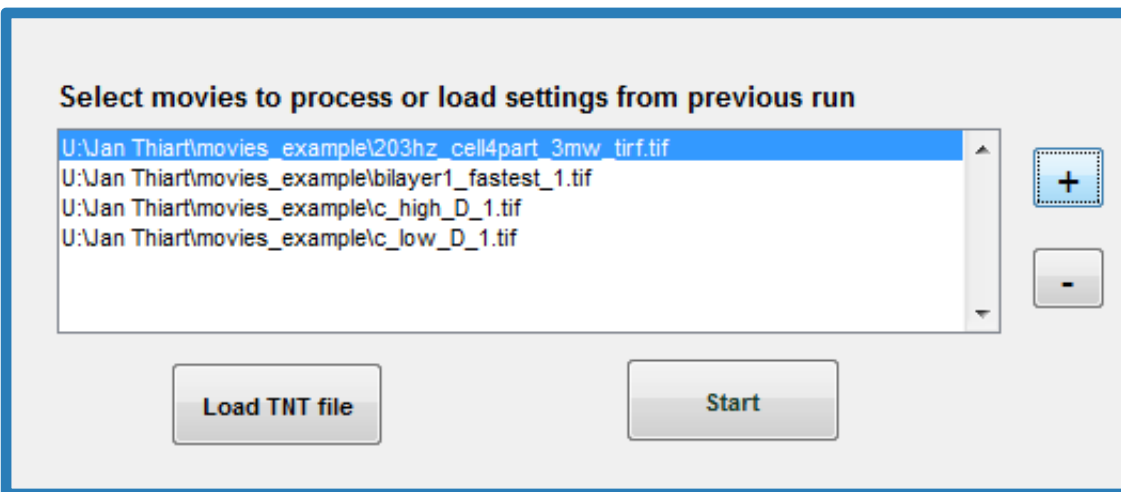 Select movies to process or load settings from previous run
U:\Jan Thiart\movies_example\203hz_cell4part_3mw_tirf.tif
U:\Jan Thiart\movies_example\bilayer1_fastest_1.tif
U:\Jan Thiart\movies_example\c_high_D_1.tif
U:\Jan Thiart\movies_example\c_low_D_1.tif
+
-
Load TNT file
Start